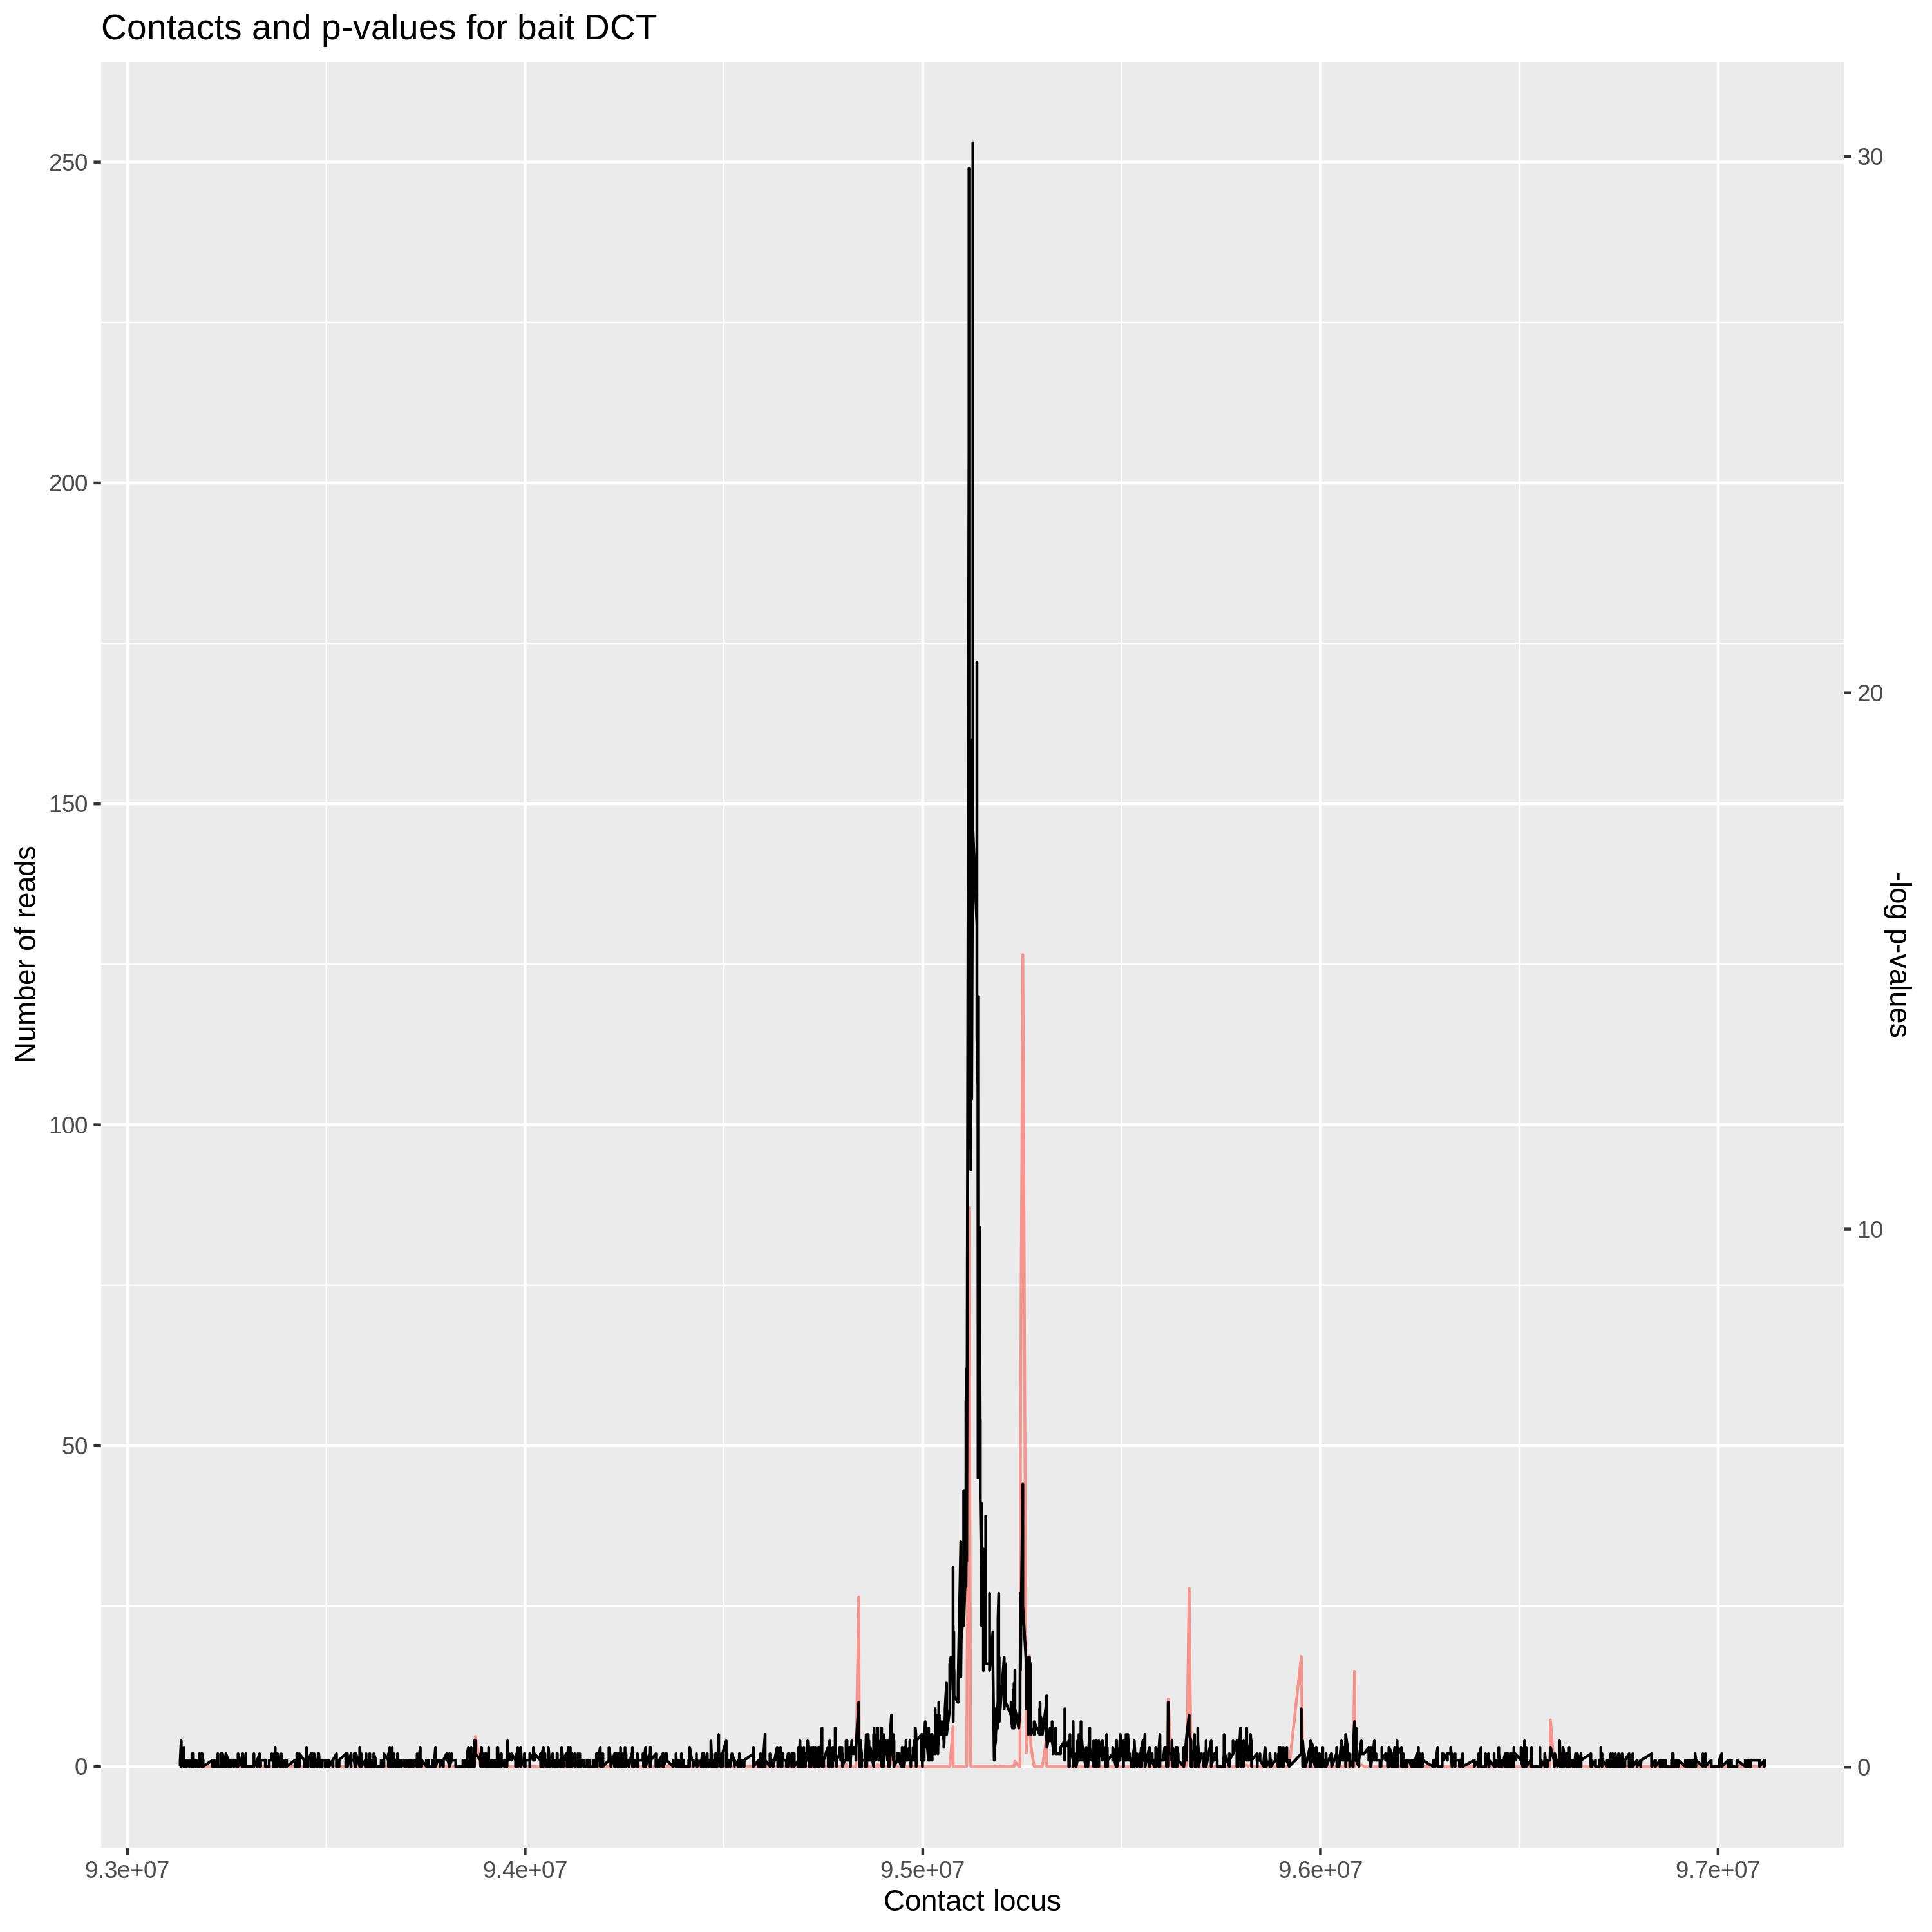 Contacts and p-values for bait DCT
250
200
150
100
50
0
Number of reads
30
20
10
0
-log p-values
9.3e+07
9.4e+07
9.5e+07
9.6e+07
9.7e+07
Contact locus